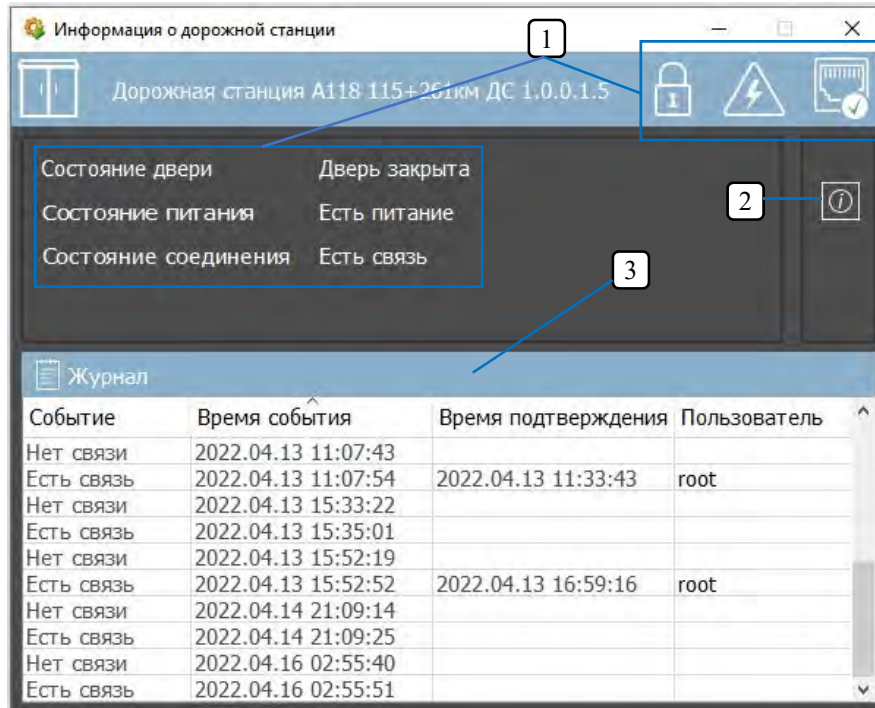 Информация о дорожной станции
1
Дорожная станция А118 115+261км ДС 1.0.0.1.5
1
Состояние двери Дверь закрыта
Состояние питания Есть питание
2
Состояние соединения Есть связь
3
Журнал
Событие Время события Время подтверждения Пользователь
Нет связи 2022.04.13 11:07:43
Есть связь 2022.04.13 11:07:54 2022.04.13 11:33:43 root
Нет связи 2022.04.13 15:33:22
Есть связь 2022.04.13 15:35:01
Нет связи 2022.04.13 15:52:19
Есть связь 2022.04.13 15:52:52 2022.04.13 16:59:16 root
Нет связи 2022.04.14 21:09:14
Есть связь 2022.04.14 21:09:25
Нет связи 2022.04.16 02:55:40
Есть связь 2022.04.16 02:55:51